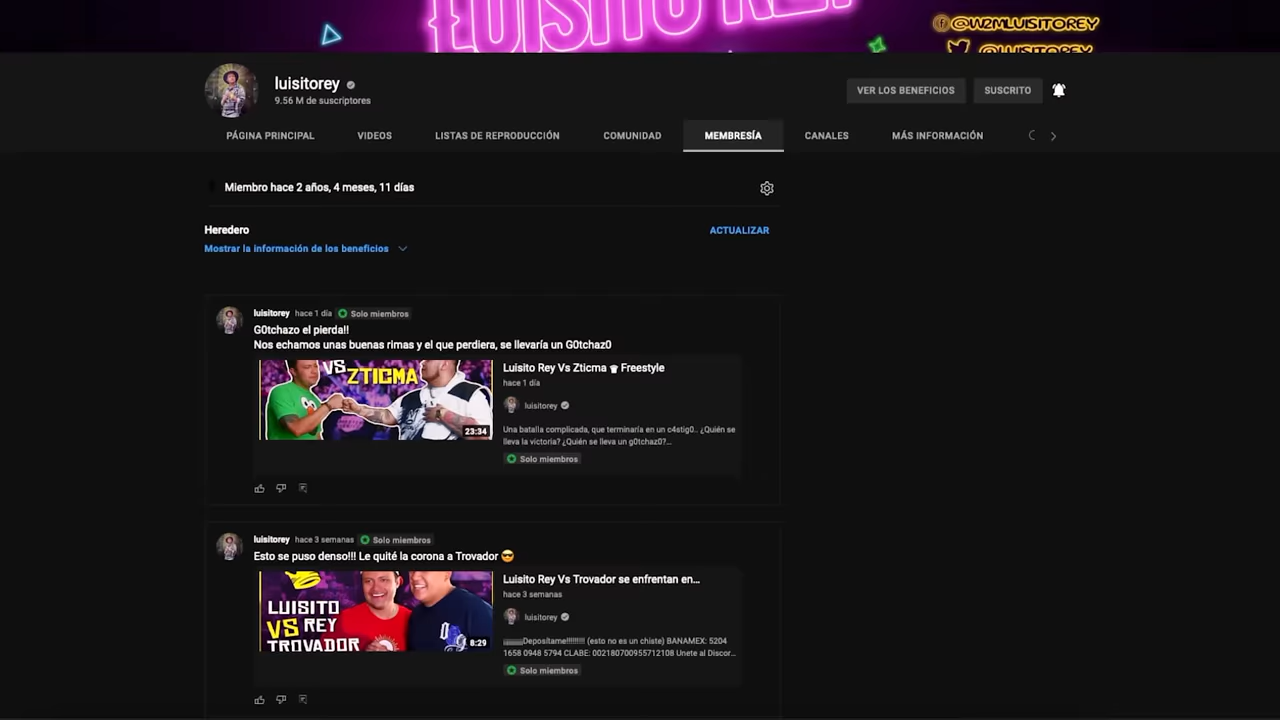 LUISITO REY
@W2MLUISITOREY
@LUISITOREY
luisitorey
9.56 M de suscriptores
VER LOS BENEFICIOS
SUSCRITO
PÁGINA PRINCIPAL
VIDEOS
LISTAS DE REPRODUCCIÓN
COMUNIDAD
MEMBRESÍA
CANALES
MÁS INFORMACIÓN
Miembro hace 2 años, 4 meses, 11 días
Heredero
ACTUALIZAR
Mostrar la información de los beneficios
luisitorey hace 1 día Solo miembros
G0tchazo el pierda!!
Nos echamos unas buenas rimas y el que perdiera, se llevaría un G0tchaz0
VS
ZTICMA
23:34
Luisito Rey Vs Zticma Freestyle
hace 1 día
luisitorey
Una batalla complicada, que terminaría en un c4stig0.. ¿Quién se
lleva la victoria? ¿Quién se lleva un g0tchaz0?...
Solo miembros
luisitorey hace 3 semanas Solo miembros
Esto se puso denso!!! Le quité la corona a Trovador 😎
LUISITO
VS REY
TROVADOR
8:29
Luisito Rey Vs Trovador se enfrentan en...
hace 3 semanas
luisitorey
Depositame!!!!!!!!! (esto no es un chiste) BANAMEX: 5204
1658 0948 5794 CLABE: 002180700955712108 Unete al Discor...
Solo miembros